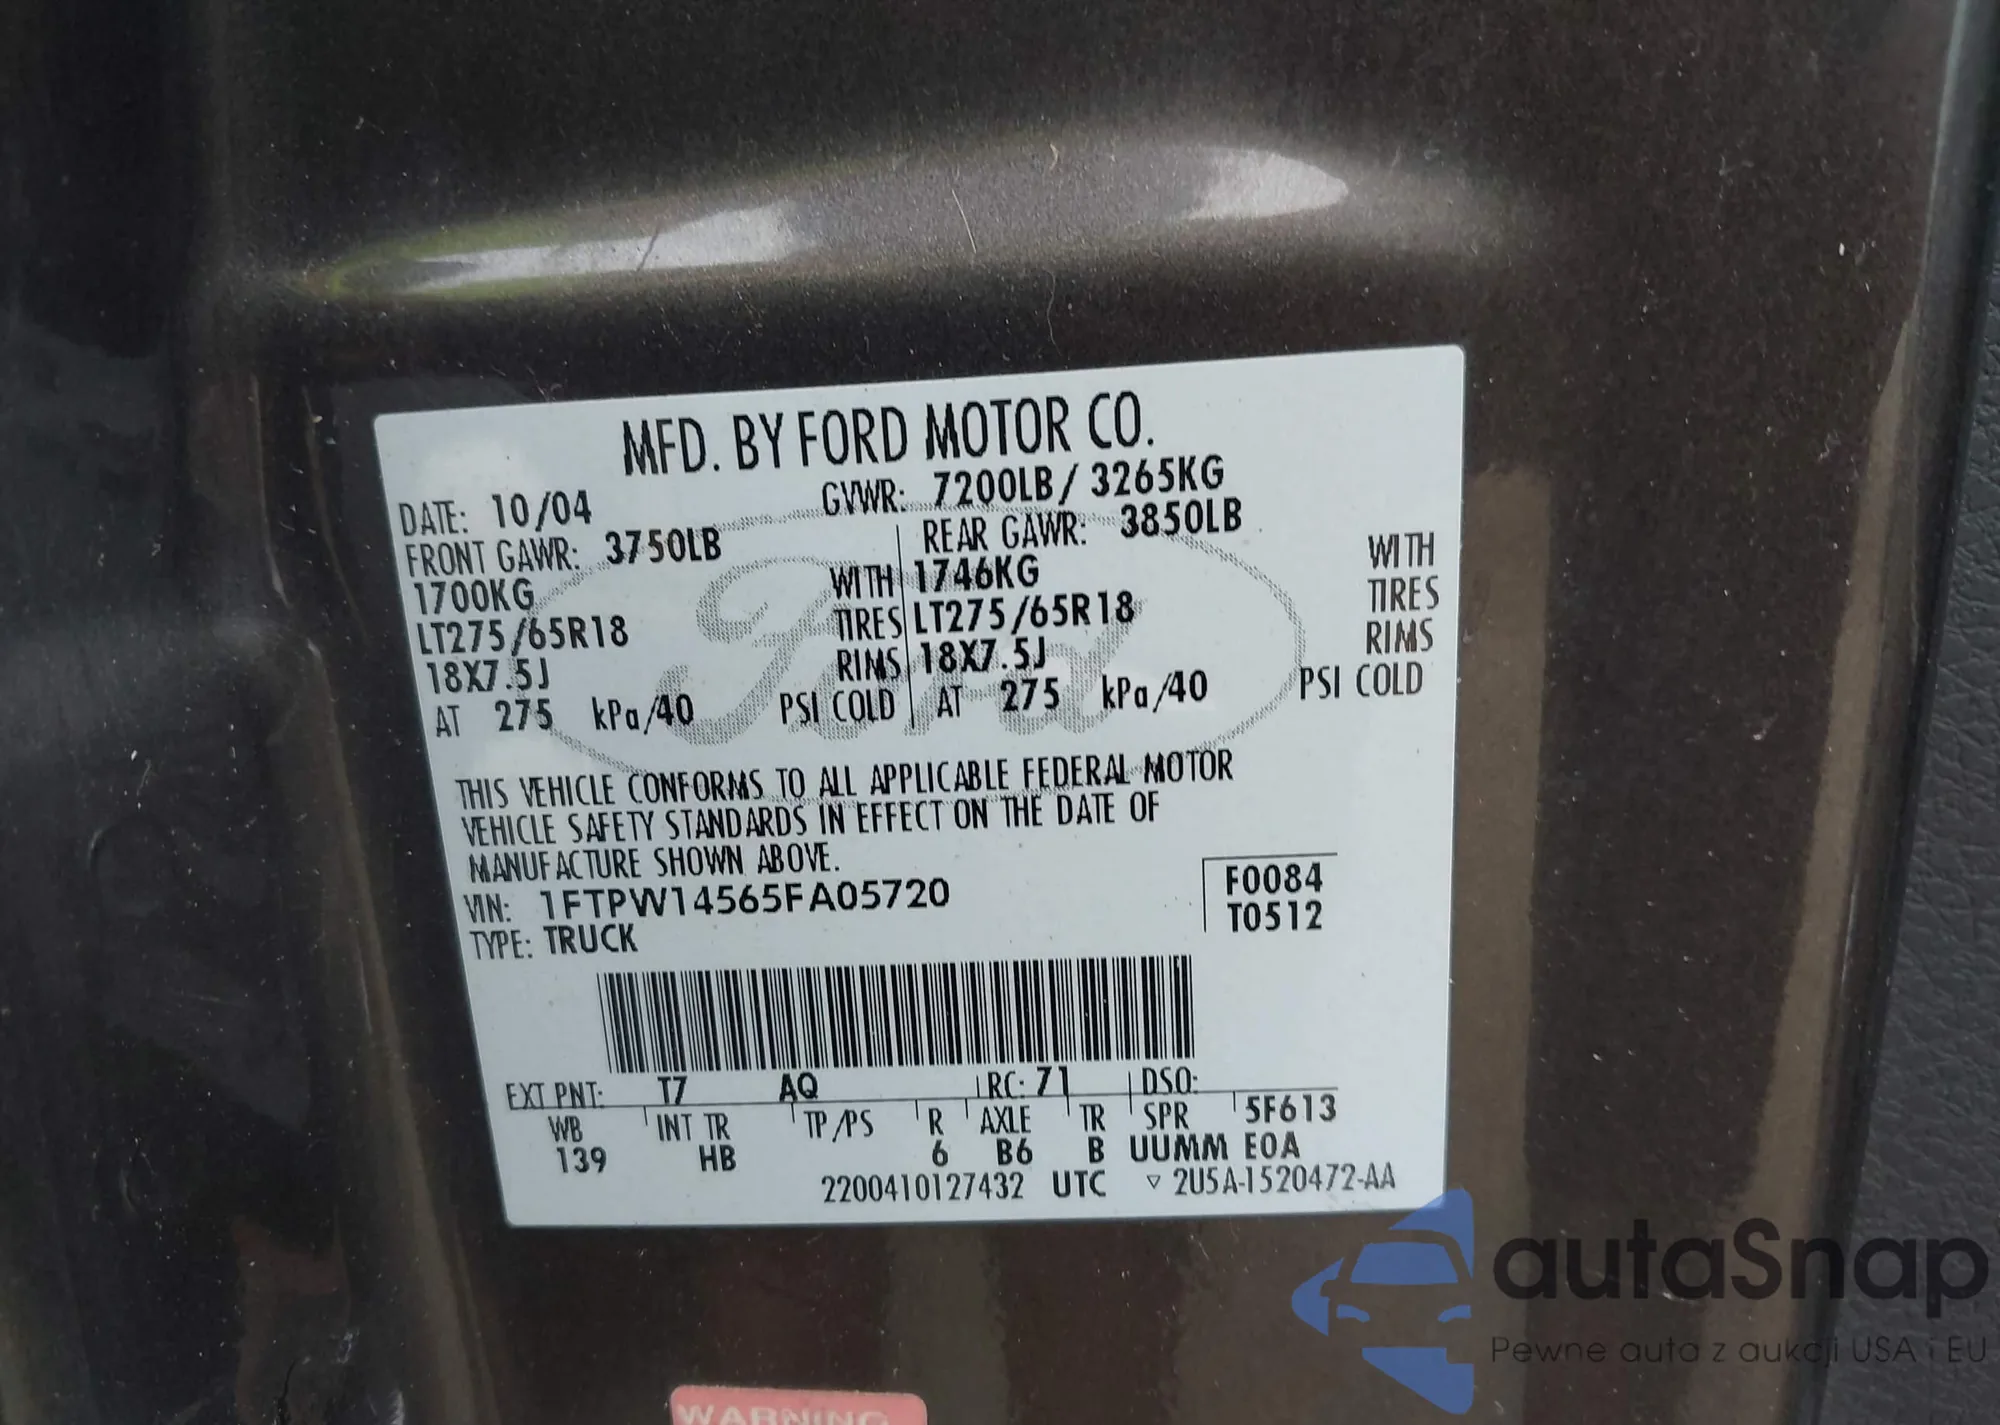 MFD. BY FORD MOTOR CO.
DATE: 10/04 GVWR: 7200LB/ 3265KG
FRONT GAWR: 3750LB REAR GAWR: 3850LB
1700KG WITH 1746KG WITH
LT275/65R18 TIRES LT275/65R18 TIRES
18X7.5J RIMS 18X7.5J RIMS
AT 275 kPa/40 PSI COLD AT 275 kPa/40 PSI COLD
Ford
THIS VEHICLE CONFORMS TO ALL APPLICABLE FEDERAL MOTOR
VEHICLE SAFETY STANDARDS IN EFFECT ON THE DATE OF
MANUFACTURE SHOWN ABOVE.
VIN: 1FTPW14565FA05720 F0084
TYPE: TRUCK T0512
EXT PNT: T7 AQ RC: 71 DSO:
WB INT TR TP/PS R AXLE TR SPR 5F613
139 HB 6 B6 B UUMM E0A
2200410127432 UTC ▽ 2U5A-1520472-AA
WARNING
autaSnap
Pewne auta z aukcji USA i EU